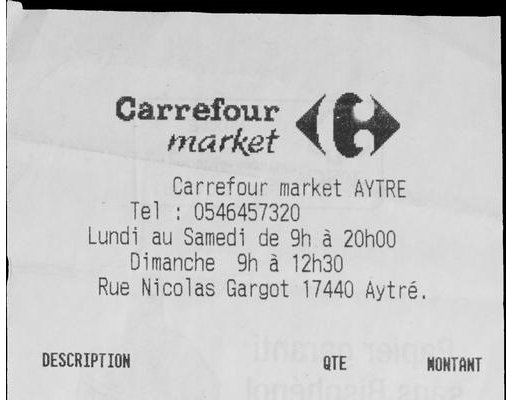 Carrefour
market
Carrefour market AYTRE
Tel : 0546457320
Lundi au Samedi de 9h à 20h00
Dimanche 9h à 12h30
Rue Nicolas Gargot 17440 Aytré.
Papier garanti
sans Bisphénol
DESCRIPTION QTE MONTANT